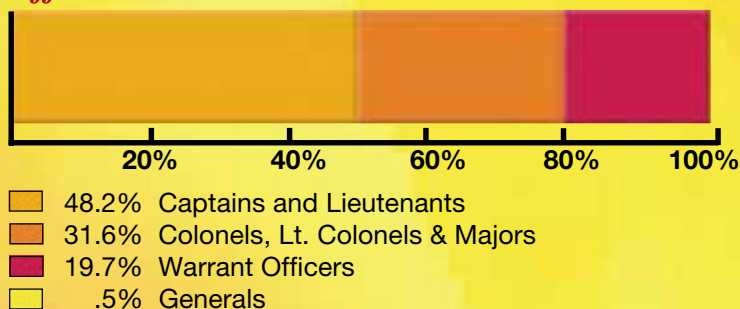 20% 40% 60% 80% 100%
48.2% Captains and Lieutenants
31.6% Colonels, Lt. Colonels & Majors
19.7% Warrant Officers
.5% Generals